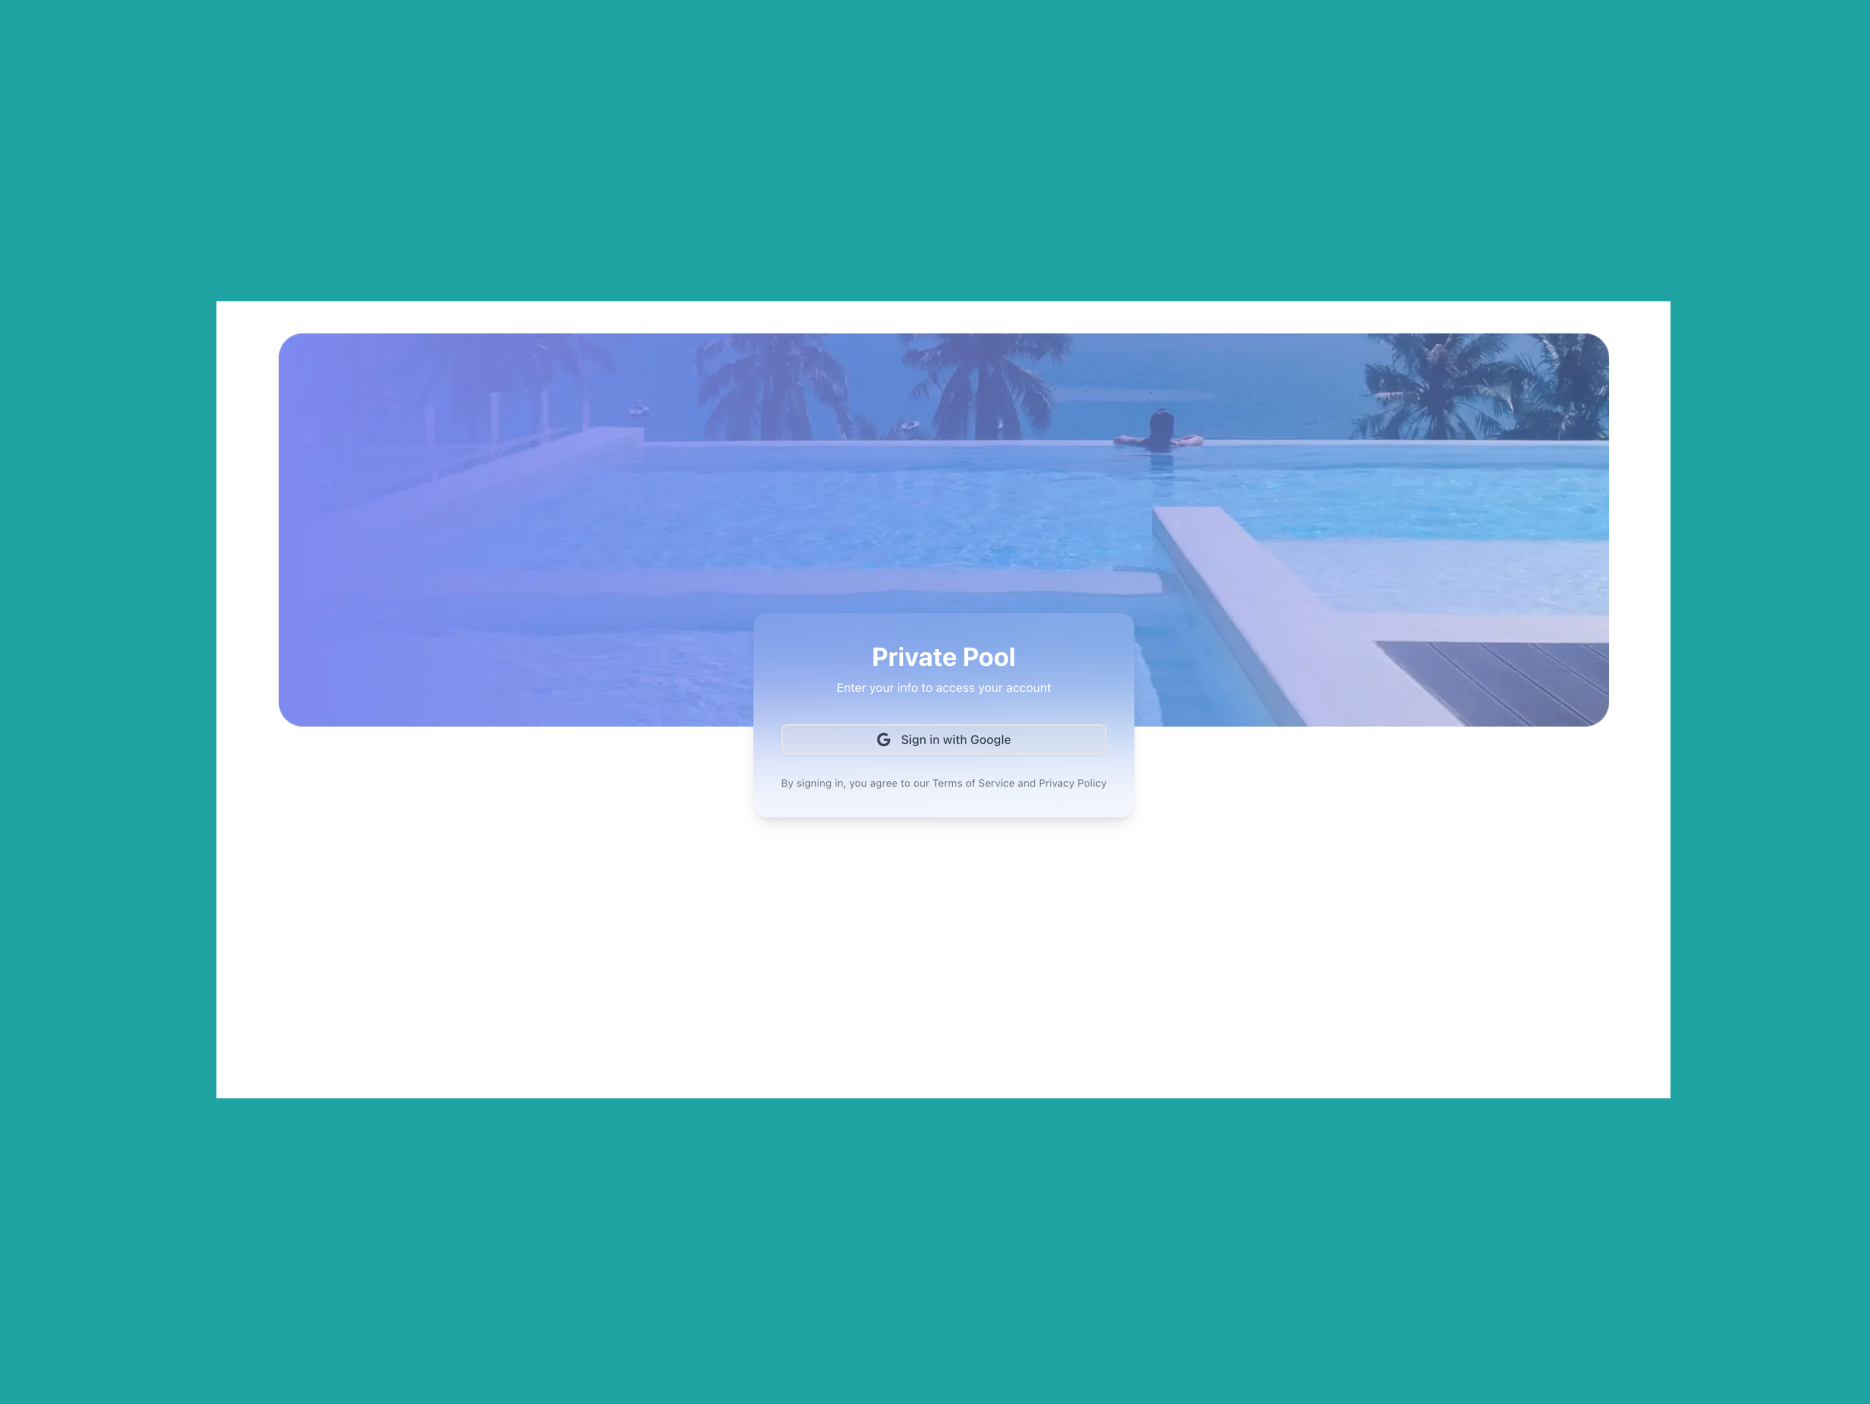 Private Pool
Enter your info to access your account
Sign in with Google
By signing in, you agree to our Terms of Service and Privacy Policy